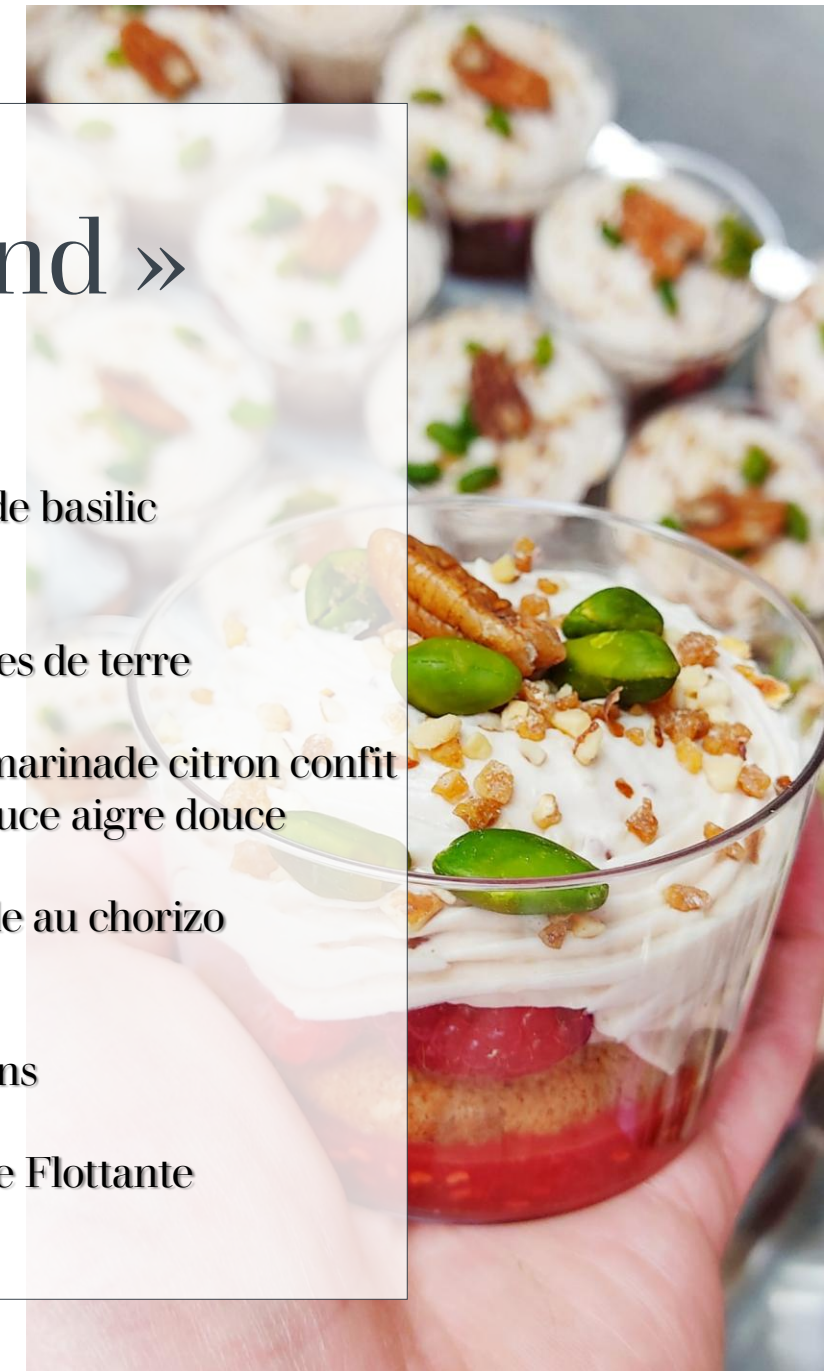 nd »
de basilic
es de terre
marinade citron confit
uce aigre douce
le au chorizo
ns
e Flottante